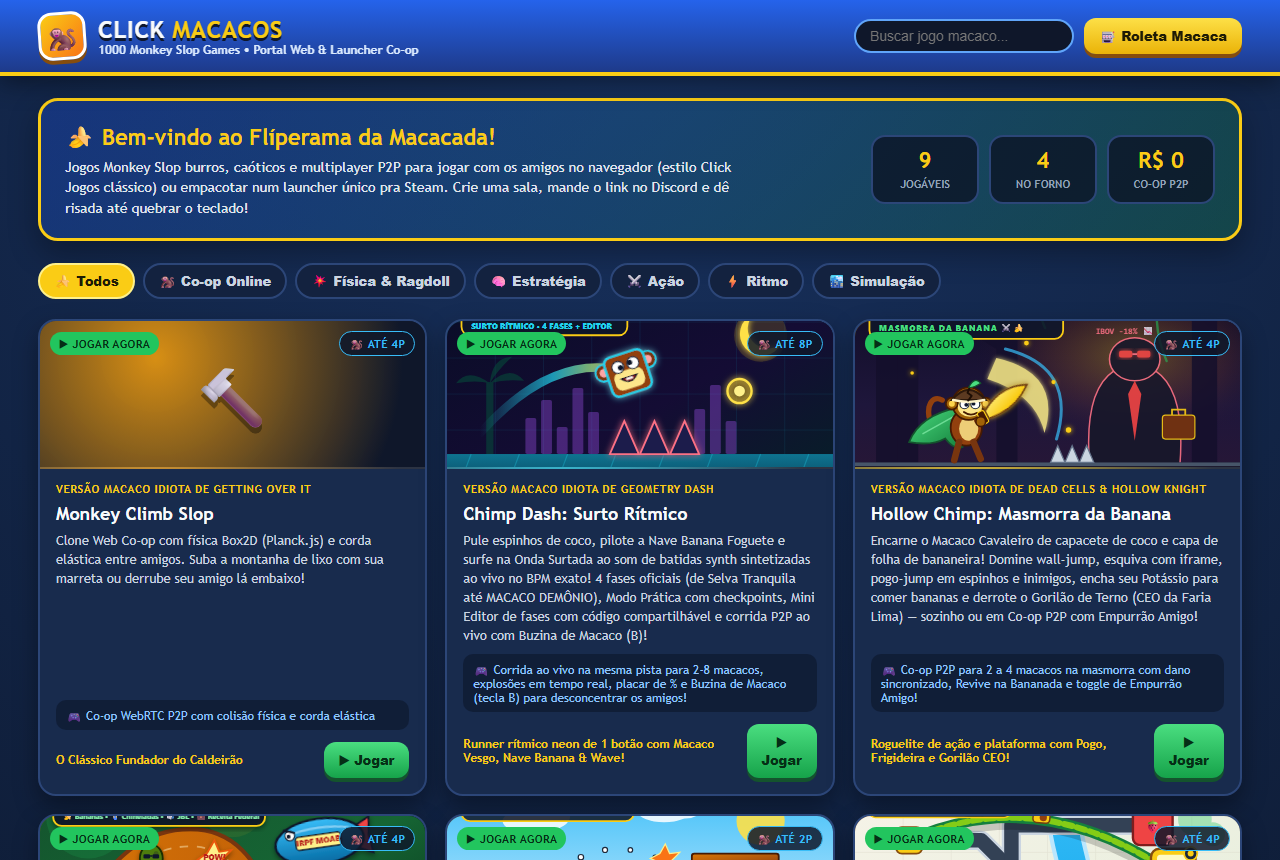 CLICK MACACOS
1000 Monkey Slop Games • Portal Web & Launcher Co-op
Buscar jogo macaco...
Roleta Macaca
Bem-vindo ao Flíperama da Macacada!
Jogos Monkey Slop burros, caóticos e multiplayer P2P para jogar com os amigos no navegador (estilo Click
Jogos clássico) ou empacotar num launcher único pra Steam. Crie uma sala, mande o link no Discord e dê
risada até quebrar o teclado!
9
JOGÁVEIS
4
NO FORNO
R$ 0
CO-OP P2P
Todos
Co-op Online
Física & Ragdoll
Estratégia
Ação
Ritmo
Simulação
▶ JOGAR AGORA
ATÉ 4P
VERSÃO MACACO IDIOTA DE GETTING OVER IT
Monkey Climb Slop
Clone Web Co-op com física Box2D (Planck.js) e corda
elástica entre amigos. Suba a montanha de lixo com sua
marreta ou derrube seu amigo lá embaixo!
Co-op WebRTC P2P com colisão física e corda elástica
O Clássico Fundador do Caldeirão
▶ Jogar
SURTO RÍTMICO • 4 FASES + EDITOR
▶ JOGAR AGORA
ATÉ 8P
VERSÃO MACACO IDIOTA DE GEOMETRY DASH
Chimp Dash: Surto Rítmico
Pule espinhos de coco, pilote a Nave Banana Foguete e
surfe na Onda Surtada ao som de batidas synth sintetizadas
ao vivo no BPM exato! 4 fases oficiais (de Selva Tranquila
até MACACO DEMÔNIO), Modo Prática com checkpoints, Mini
Editor de fases com código compartilhável e corrida P2P ao
vivo com Buzina de Macaco (B)!
Corrida ao vivo na mesma pista para 2-8 macacos,
explosões em tempo real, placar de % e Buzina de Macaco
(tecla B) para desconcentrar os amigos!
Runner rítmico neon de 1 botão com Macaco
Vesgo, Nave Banana & Wave!
▶
Jogar
MASMORRA DA BANANA
IBOV -18%
▶ JOGAR AGORA
ATÉ 4P
VERSÃO MACACO IDIOTA DE DEAD CELLS & HOLLOW KNIGHT
Hollow Chimp: Masmorra da Banana
Encarne o Macaco Cavaleiro de capacete de coco e capa de
folha de bananeira! Domine wall-jump, esquiva com iframe,
pogo-jump em espinhos e inimigos, encha seu Potássio para
comer bananas e derrote o Gorilão de Terno (CEO da Faria
Lima) — sozinho ou em Co-op P2P com Empurrão Amigo!
Co-op P2P para 2 a 4 macacos na masmorra com dano
sincronizado, Revive na Bananada e toggle de Empurrão
Amigo!
Roguelite de ação e plataforma com Pogo,
Frigideira e Gorilão CEO!
▶
Jogar
▶ JOGAR AGORA
ATÉ 4P
▶ JOGAR AGORA
ATÉ 2P
▶ JOGAR AGORA
ATÉ 4P